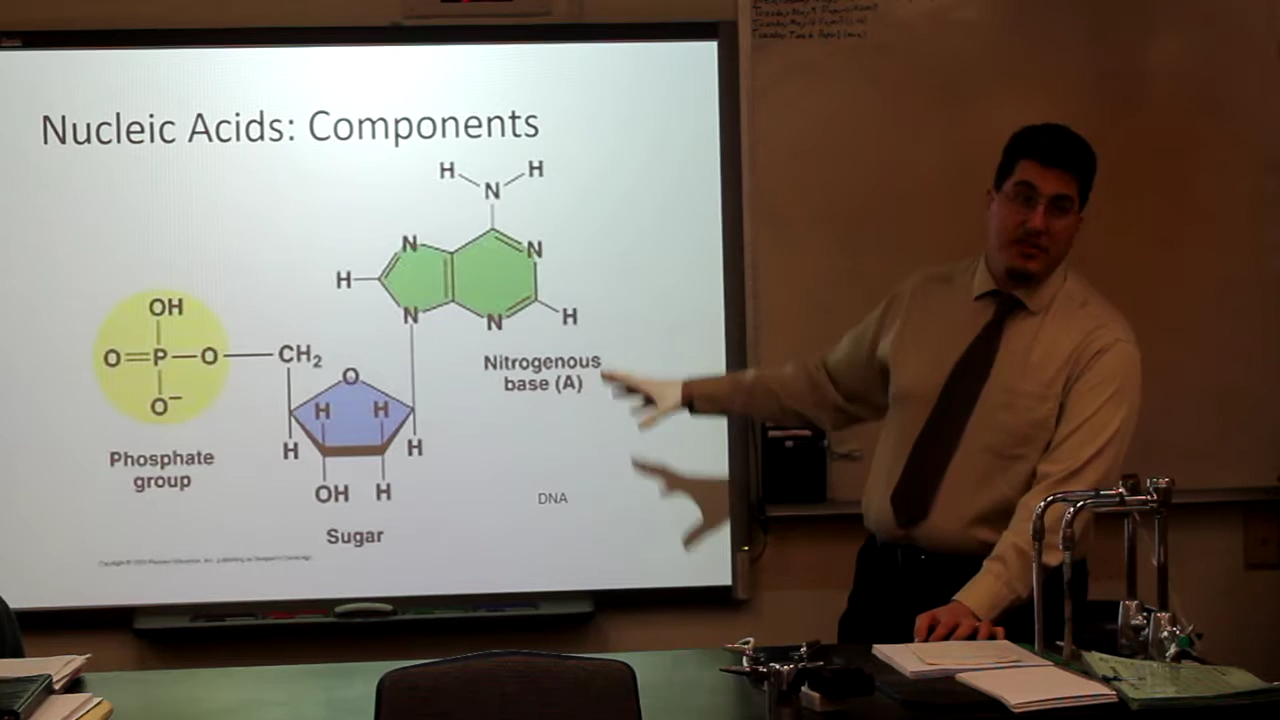 Nucleic Acids: Components
H H
N
N N
H
N N H
Nitrogenous
base (A)
OH
O=P—O—CH₂
O⁻
O
H H
H H
OH H
Phosphate
group
Sugar
DNA